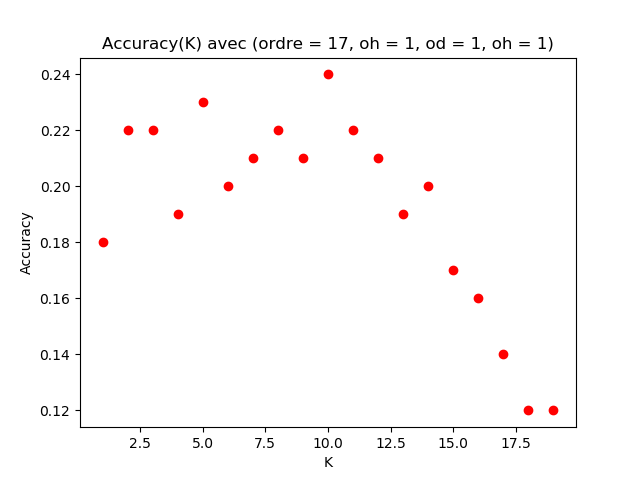 Accuracy(K) avec (ordre = 17, oh = 1, od = 1, oh = 1)
0.24
0.22
0.20
0.18
0.16
0.14
0.12
Accuracy
2.5 5.0 7.5 10.0 12.5 15.0 17.5
K